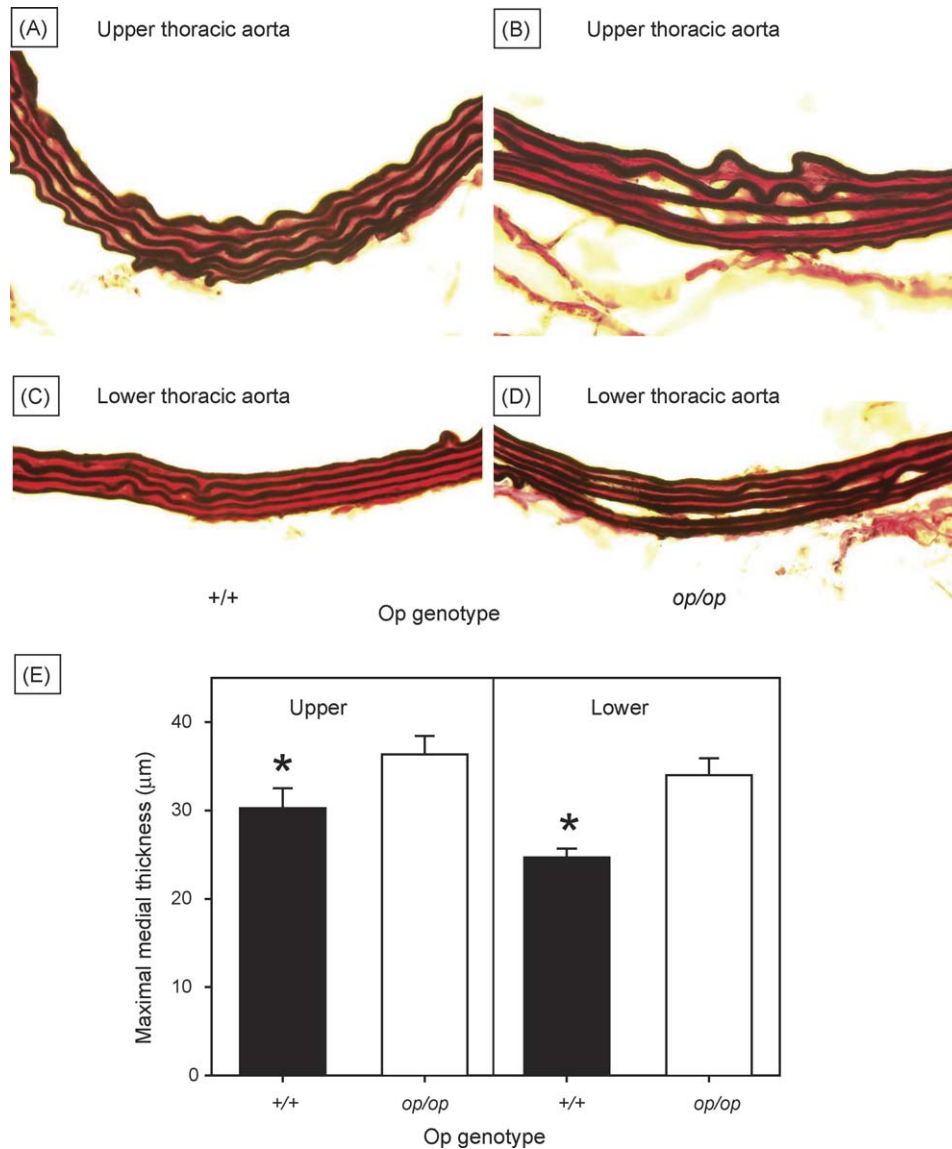 (A) Upper thoracic aorta
(B) Upper thoracic aorta
(C) Lower thoracic aorta
(D) Lower thoracic aorta
+/+
op/op
Op genotype
(E)
Upper
Lower
Maximal medial thickness (μm)
40
30
20
10
0
*
*
+/+
op/op
+/+
op/op
Op genotype